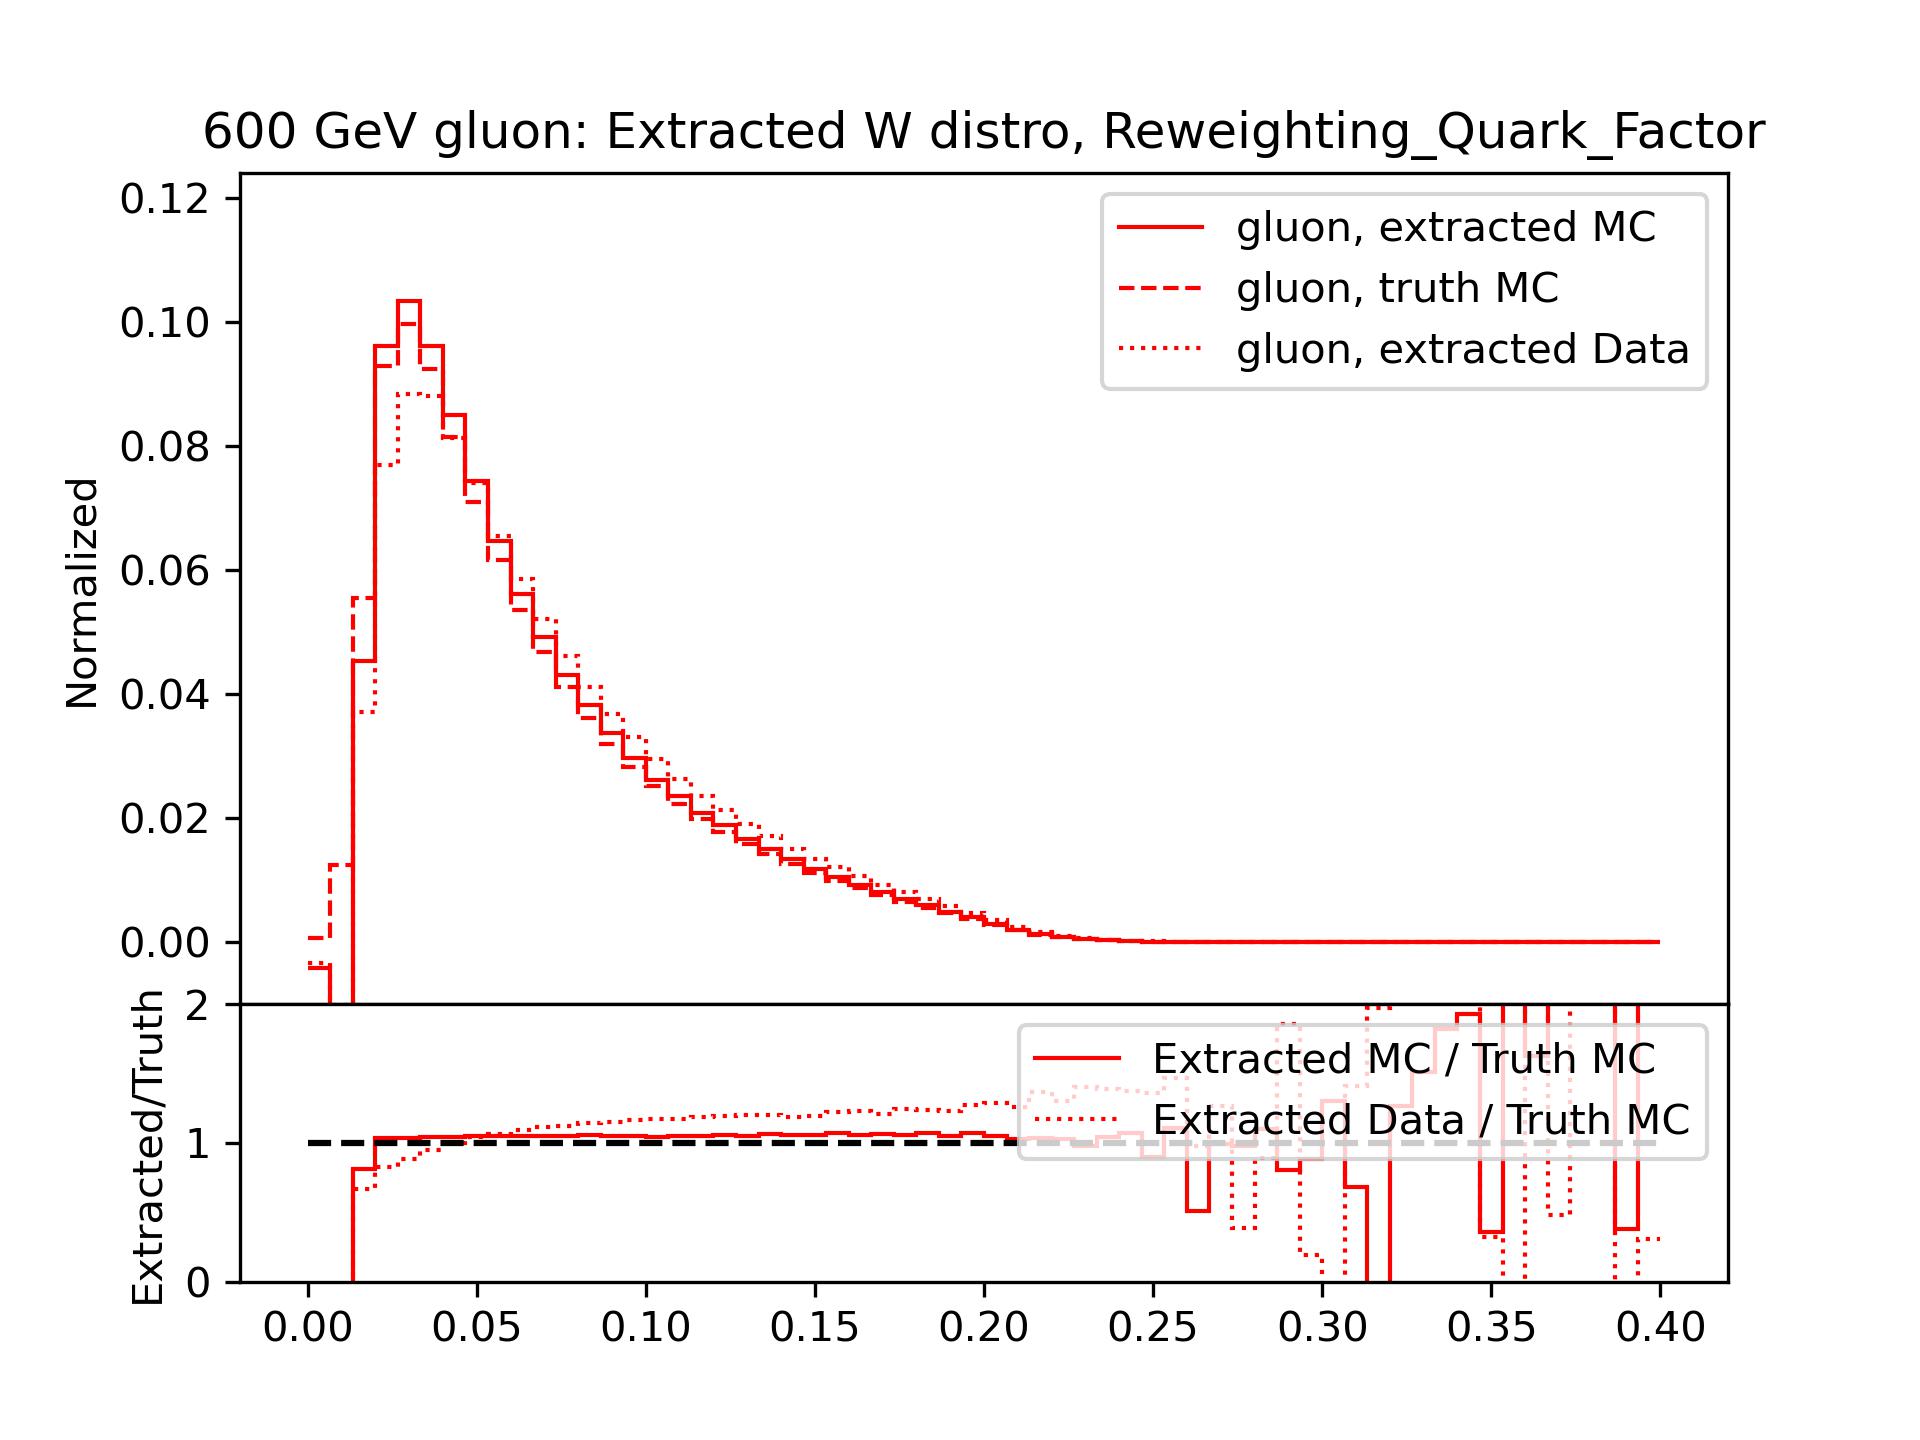 600 GeV gluon: Extracted W distro, Reweighting_Quark_Factor
0.12
0.10
0.08
0.06
0.04
0.02
0.00
Normalized
gluon, extracted MC
gluon, truth MC
gluon, extracted Data
2
1
0
Extracted/Truth
Extracted MC / Truth MC
Extracted Data / Truth MC
0.00 0.05 0.10 0.15 0.20 0.25 0.30 0.35 0.40